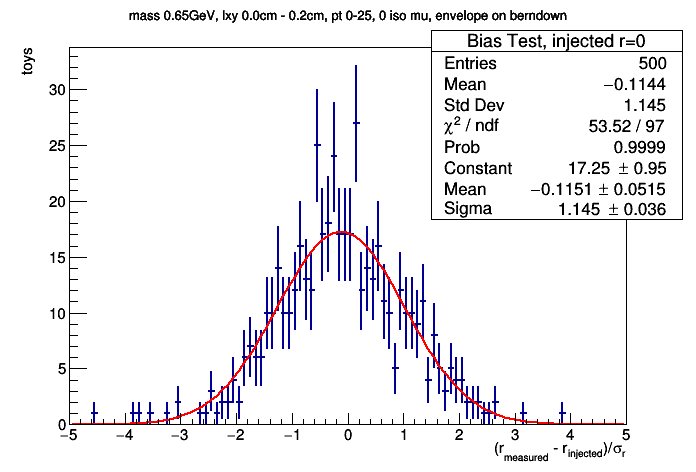 mass 0.65GeV, lxy 0.0cm - 0.2cm, pt 0-25, 0 iso mu, envelope on berndown
Bias Test, injected r=0
Entries 500
Mean −0.1144
Std Dev 1.145
χ² / ndf 53.52 / 97
Prob 0.9999
Constant 17.25 ± 0.95
Mean −0.1151 ± 0.0515
Sigma 1.145 ± 0.036
toys
30
25
20
15
10
5
0
−5 −4 −3 −2 −1 0 1 2 3 4 5
(r_measured - r_injected)/σ_r